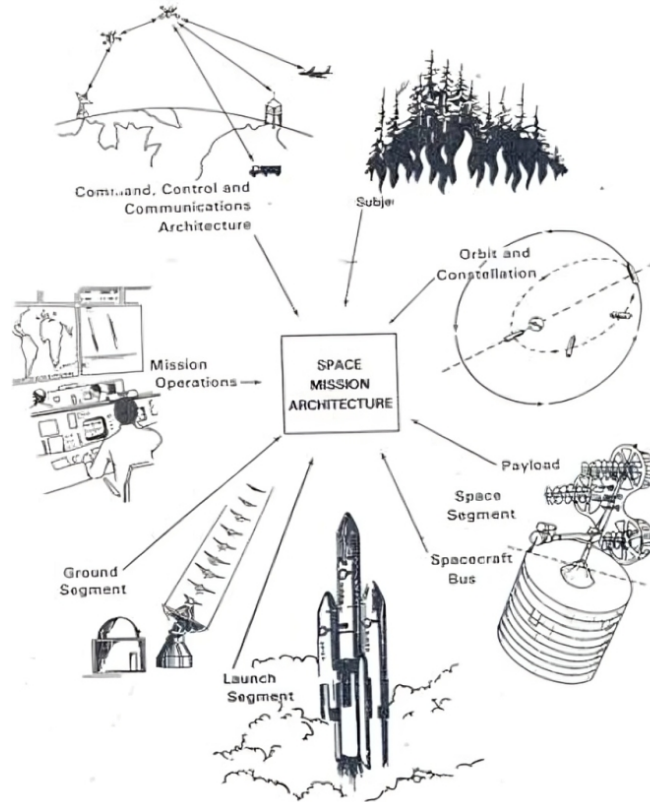 Command, Control and
Communications
Architecture
Subje
Orbit and
Constellation
Mission
Operations
SPACE
MISSION
ARCHITECTURE
Payload
Space
Segment
Spacecraft
Bus
Ground
Segment
Launch
Segment